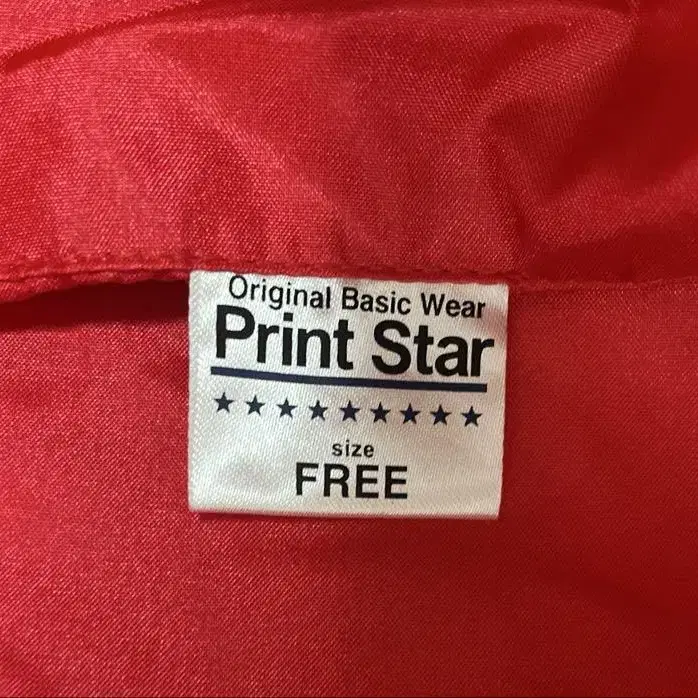 Original Basic Wear
Print Star
★★★★★★★★★
size
FREE